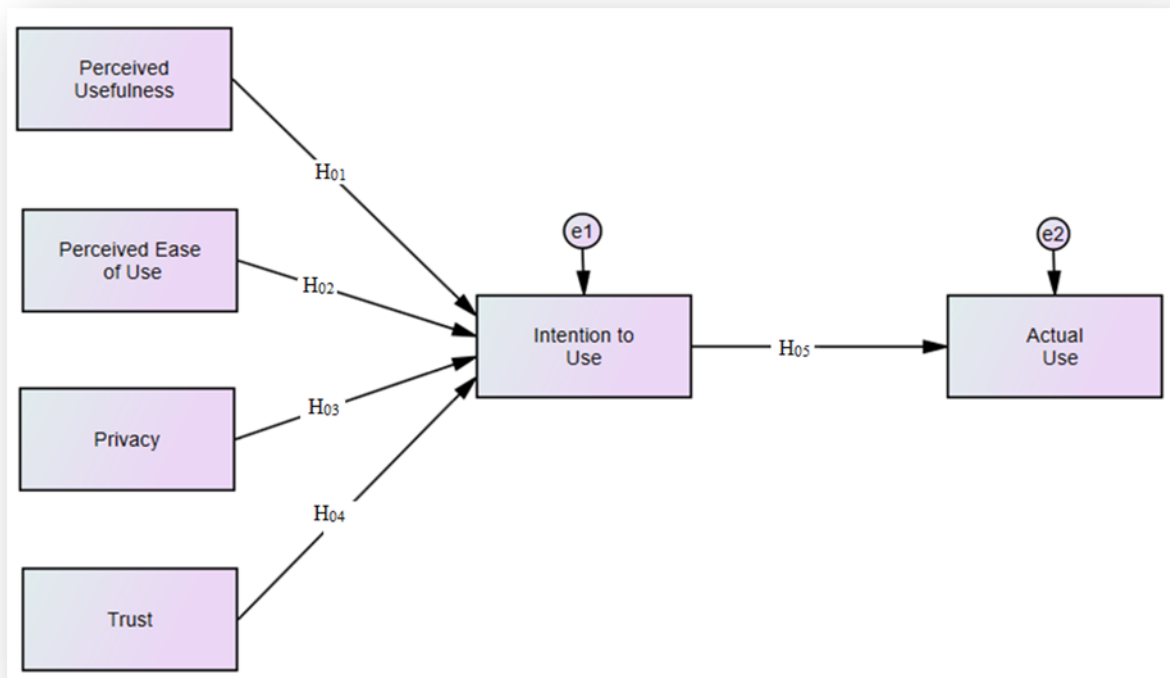 Perceived
Usefulness
H01
Perceived Ease
of Use
H02
Privacy
H03
Trust
H04
e1
Intention to
Use
H05
e2
Actual
Use